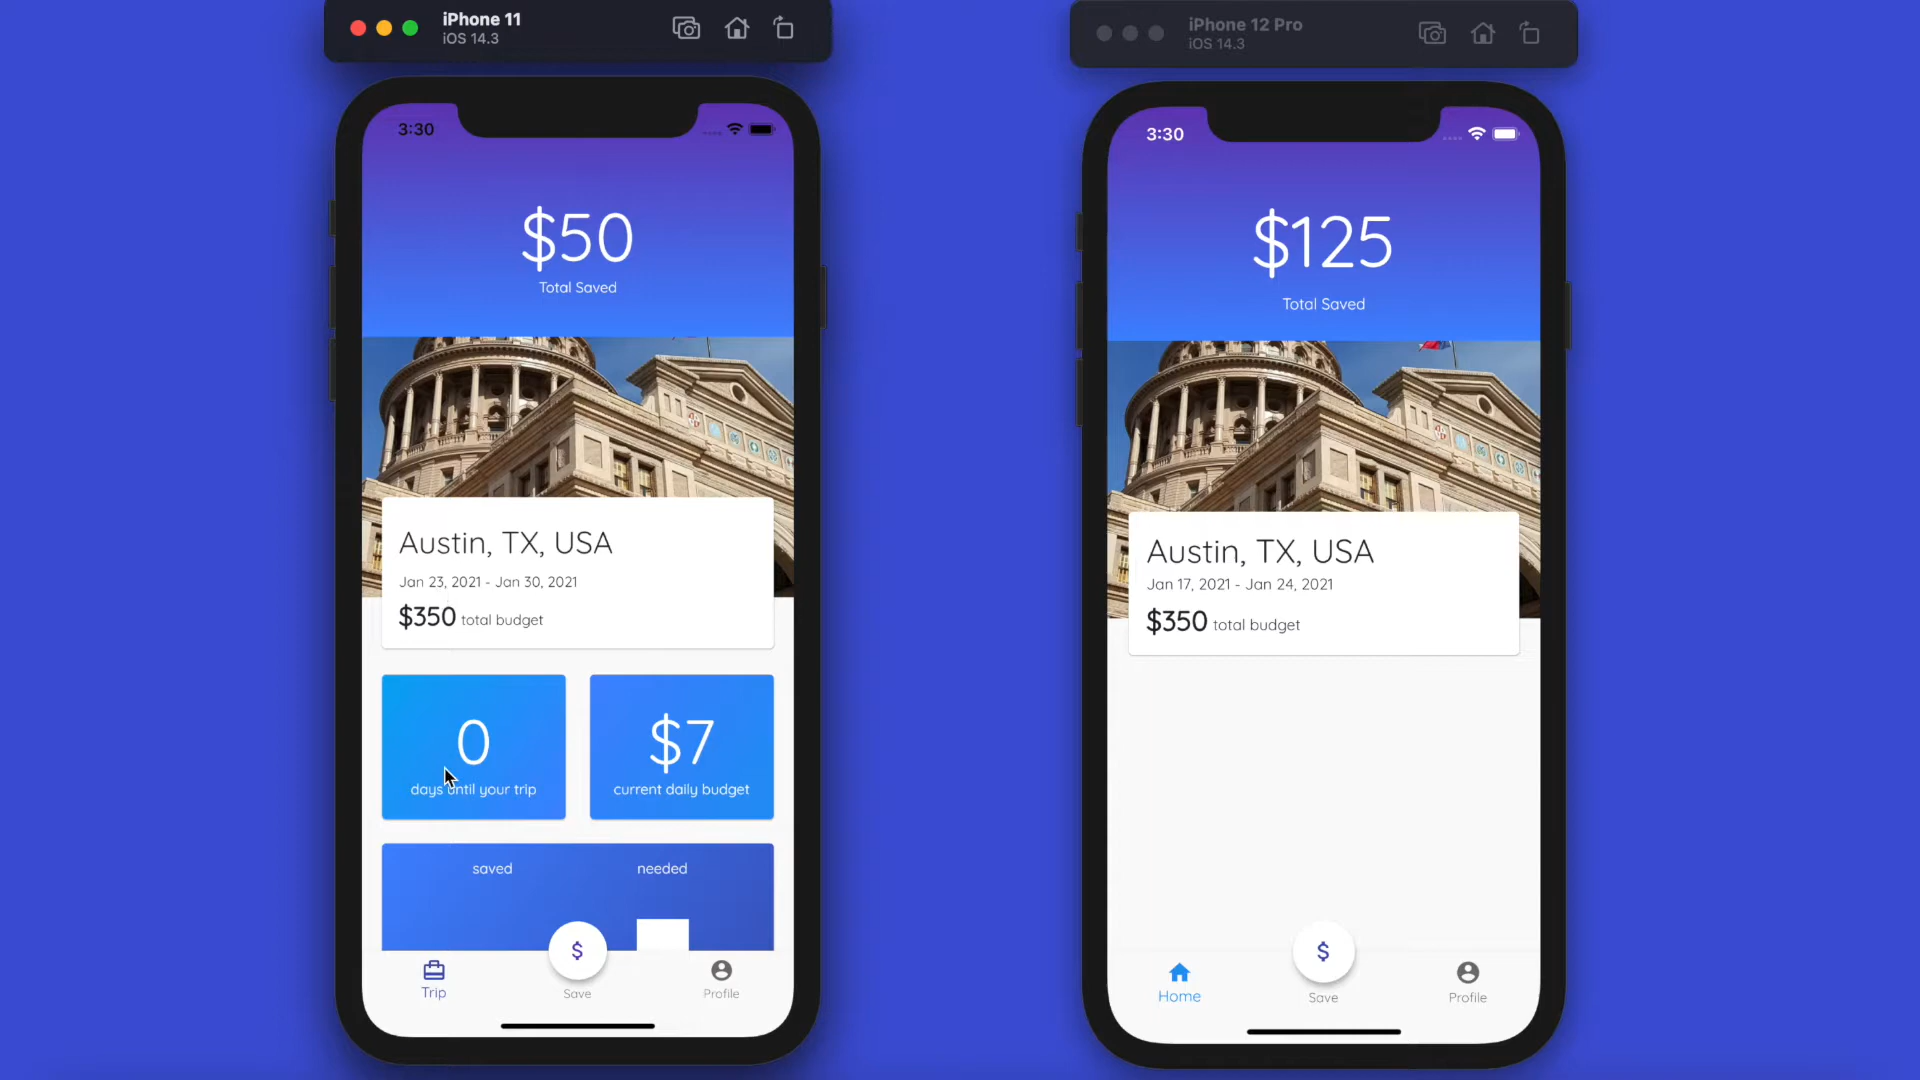 iPhone 11
iOS 14.3
3:30
$50
Total Saved
Austin, TX, USA
Jan 23, 2021 - Jan 30, 2021
$350 total budget
0
days until your trip
$7
current daily budget
saved
needed
$
Trip
Save
Profile
iPhone 12 Pro
iOS 14.3
3:30
$125
Total Saved
Austin, TX, USA
Jan 17, 2021 - Jan 24, 2021
$350 total budget
$
Home
Save
Profile